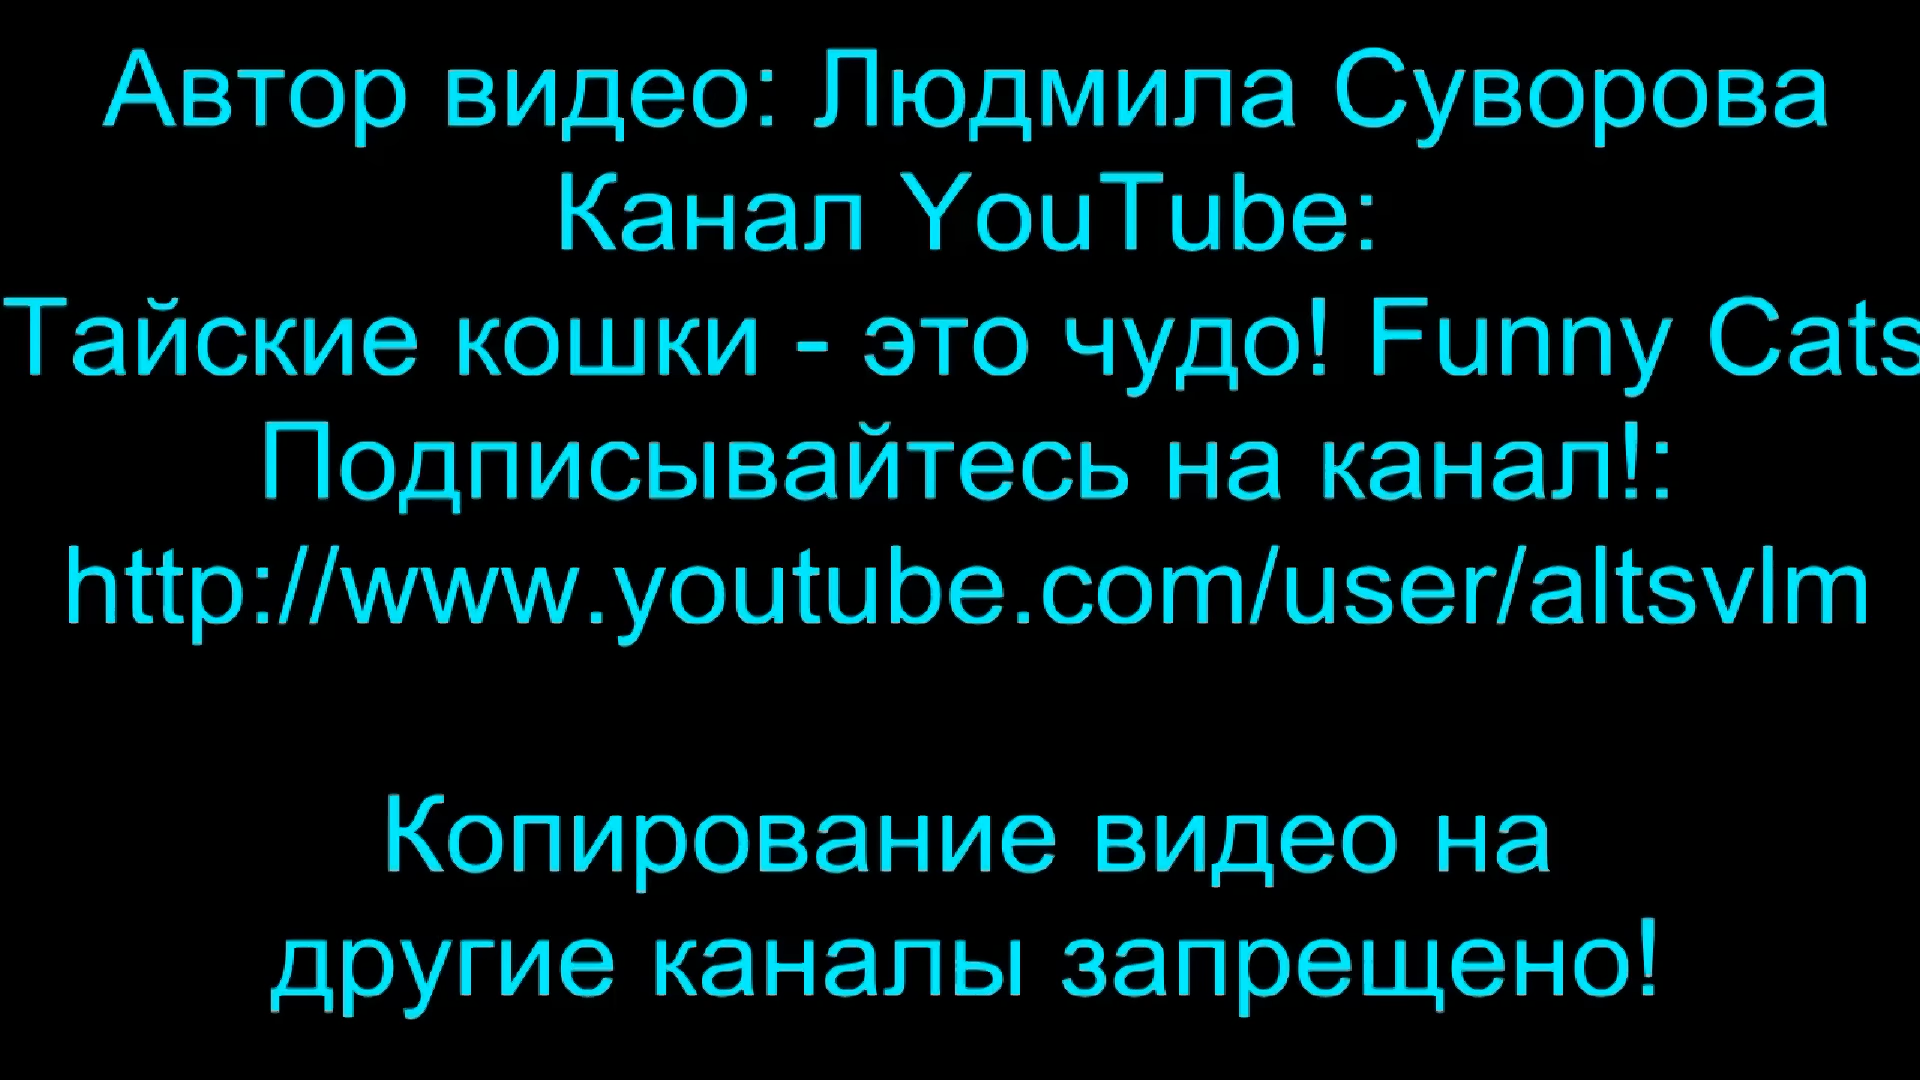 Автор видео: Людмила Суворова
Канал YouTube:
Тайские кошки - это чудо! Funny Cats
Подписывайтесь на канал!:
http://www.youtube.com/user/altsvlm
Копирование видео на
другие каналы запрещено!